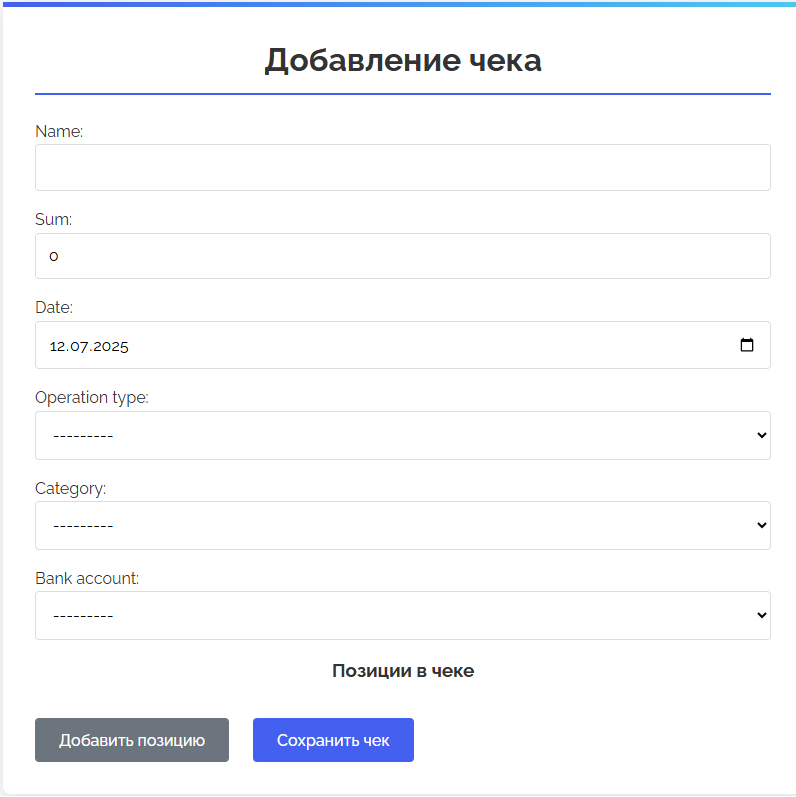 Добавление чека
Name:
Sum:
0
Date:
12.07.2025
Operation type:
---------
Category:
---------
Bank account:
---------
Позиции в чеке
Добавить позицию Сохранить чек